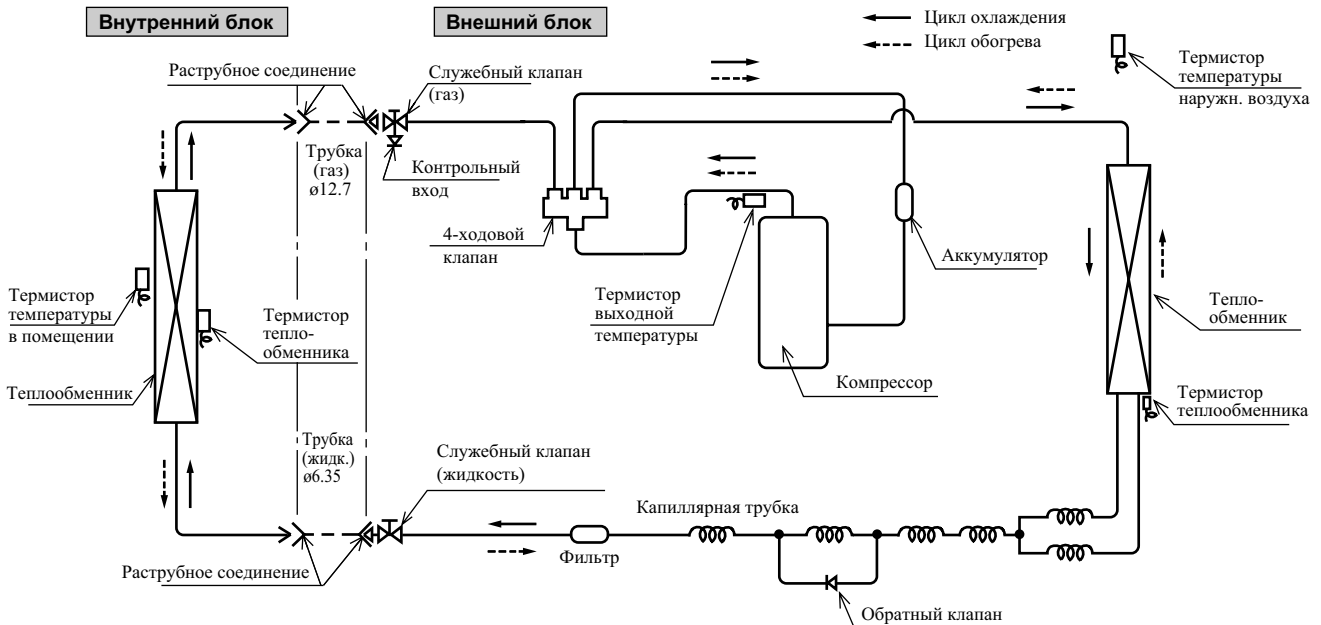 Внутренний блок
Внешний блок
Цикл охлаждения
Цикл обогрева
Термистор
температуры
наружн. воздуха
Раструбное соединение
Служебный клапан
(газ)
Трубка
(газ)
ø12.7
Контрольный
вход
4-ходовой
клапан
Аккумулятор
Термистор
температуры
в помещении
Термистор
тепло-
обменника
Термистор
выходной
температуры
Тепло-
обменник
Теплообменник
Компрессор
Термистор
теплообменника
Трубка
(жидк.)
ø6.35
Служебный клапан
(жидкость)
Капиллярная трубка
Фильтр
Раструбное соединение
Обратный клапан